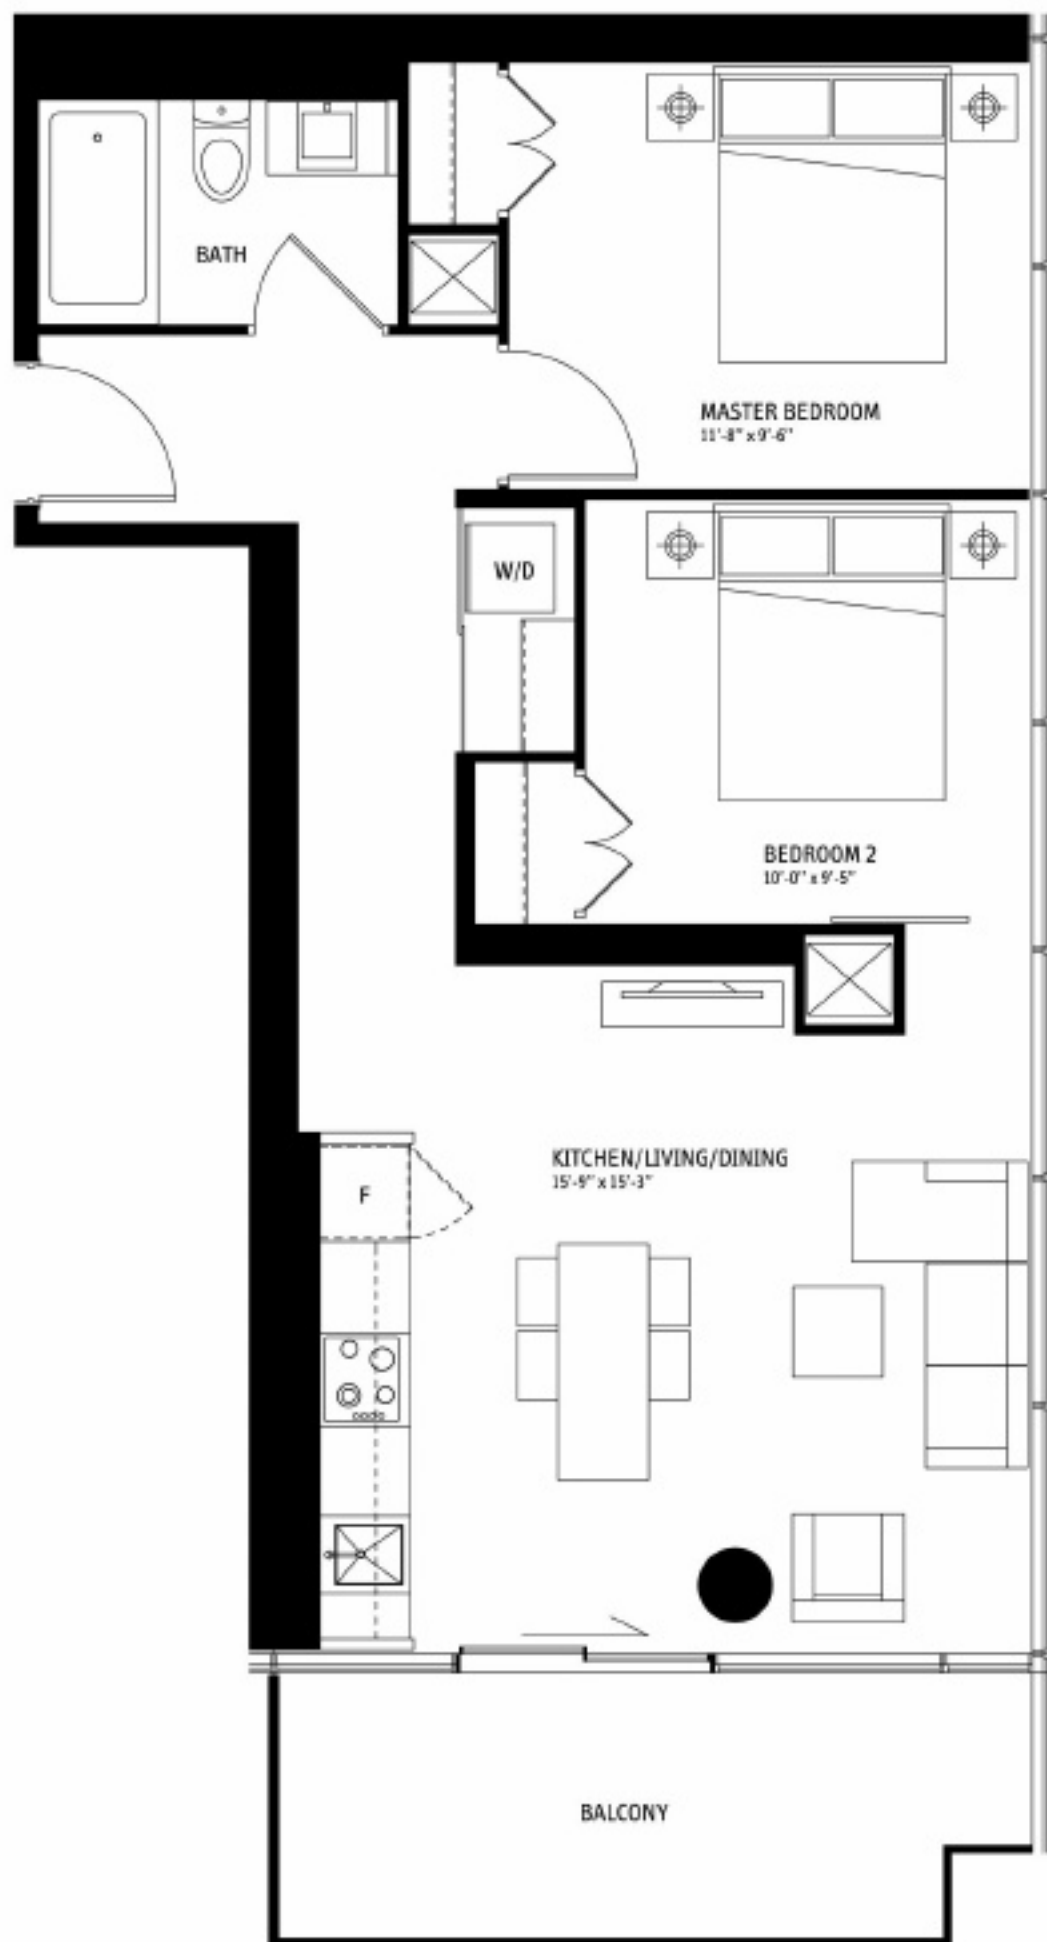 BATH
MASTER BEDROOM
11'-8" x 9'-6"
W/D
BEDROOM 2
10'-0" x 9'-5"
KITCHEN/LIVING/DINING
15'-9" x 15'-3"
F
BALCONY